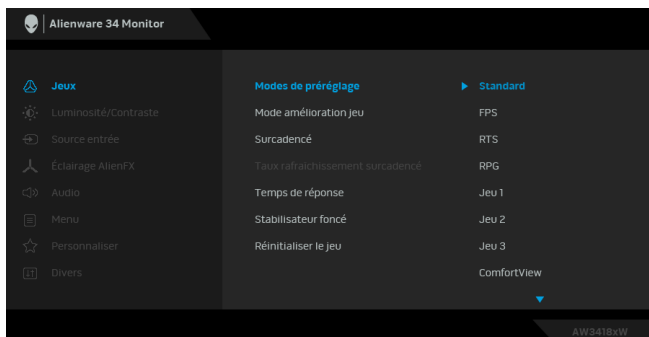 Alienware 34 Monitor
Jeux Modes de préréglage Standard
Luminosité/Contraste Mode amélioration jeu FPS
Source entrée Surcadencé RTS
Éclairage AlienFX Taux rafraîchissement surcadencé RPG
Audio Temps de réponse Jeu 1
Menu Stabilisateur foncé Jeu 2
Personnaliser Réinitialiser le jeu Jeu 3
Divers ComfortView
AW3418xW